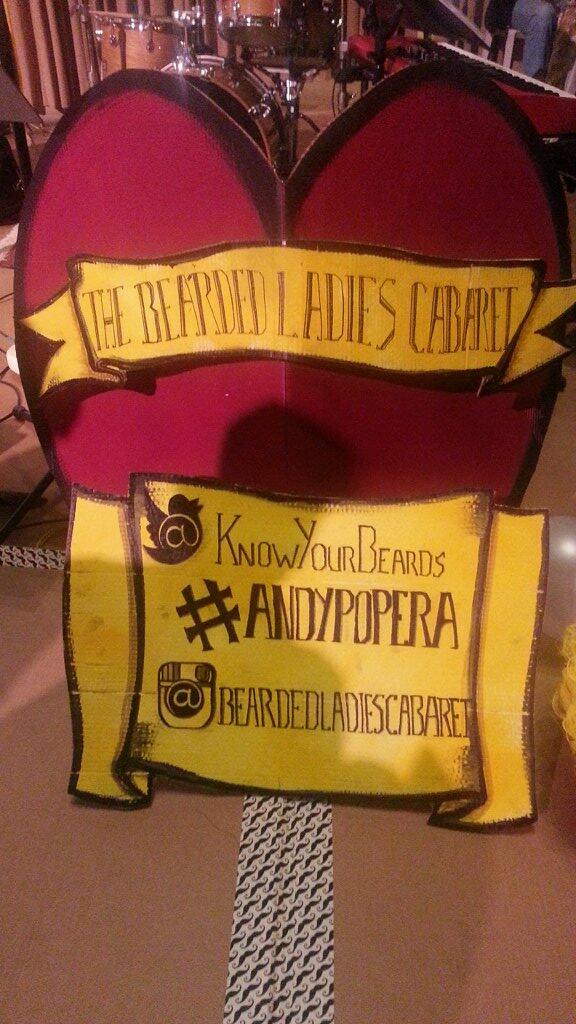 THE BEARDED LADIES CABARET
@ KNOWYOURBEARDS
#ANDYPOPERA
@BEARDEDLADIESCABARET